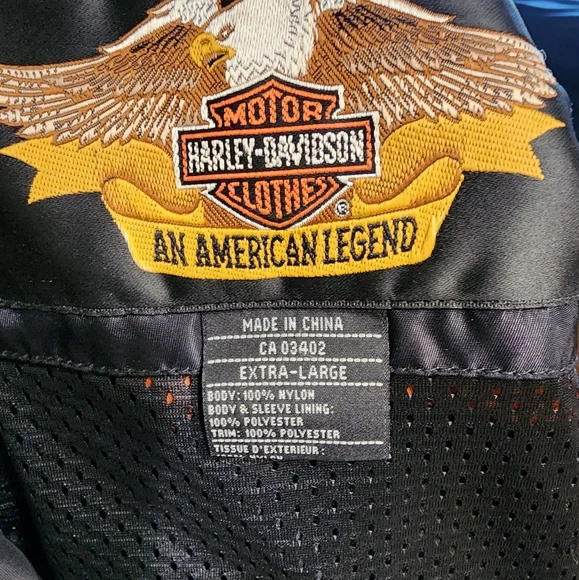 MOTOR
HARLEY-DAVIDSON
CLOTHES
®
AN AMERICAN LEGEND
MADE IN CHINA
CA 03402
EXTRA-LARGE
BODY: 100% NYLON
BODY & SLEEVE LINING:
100% POLYESTER
TRIM: 100% POLYESTER
TISSUE D'EXTERIEUR: